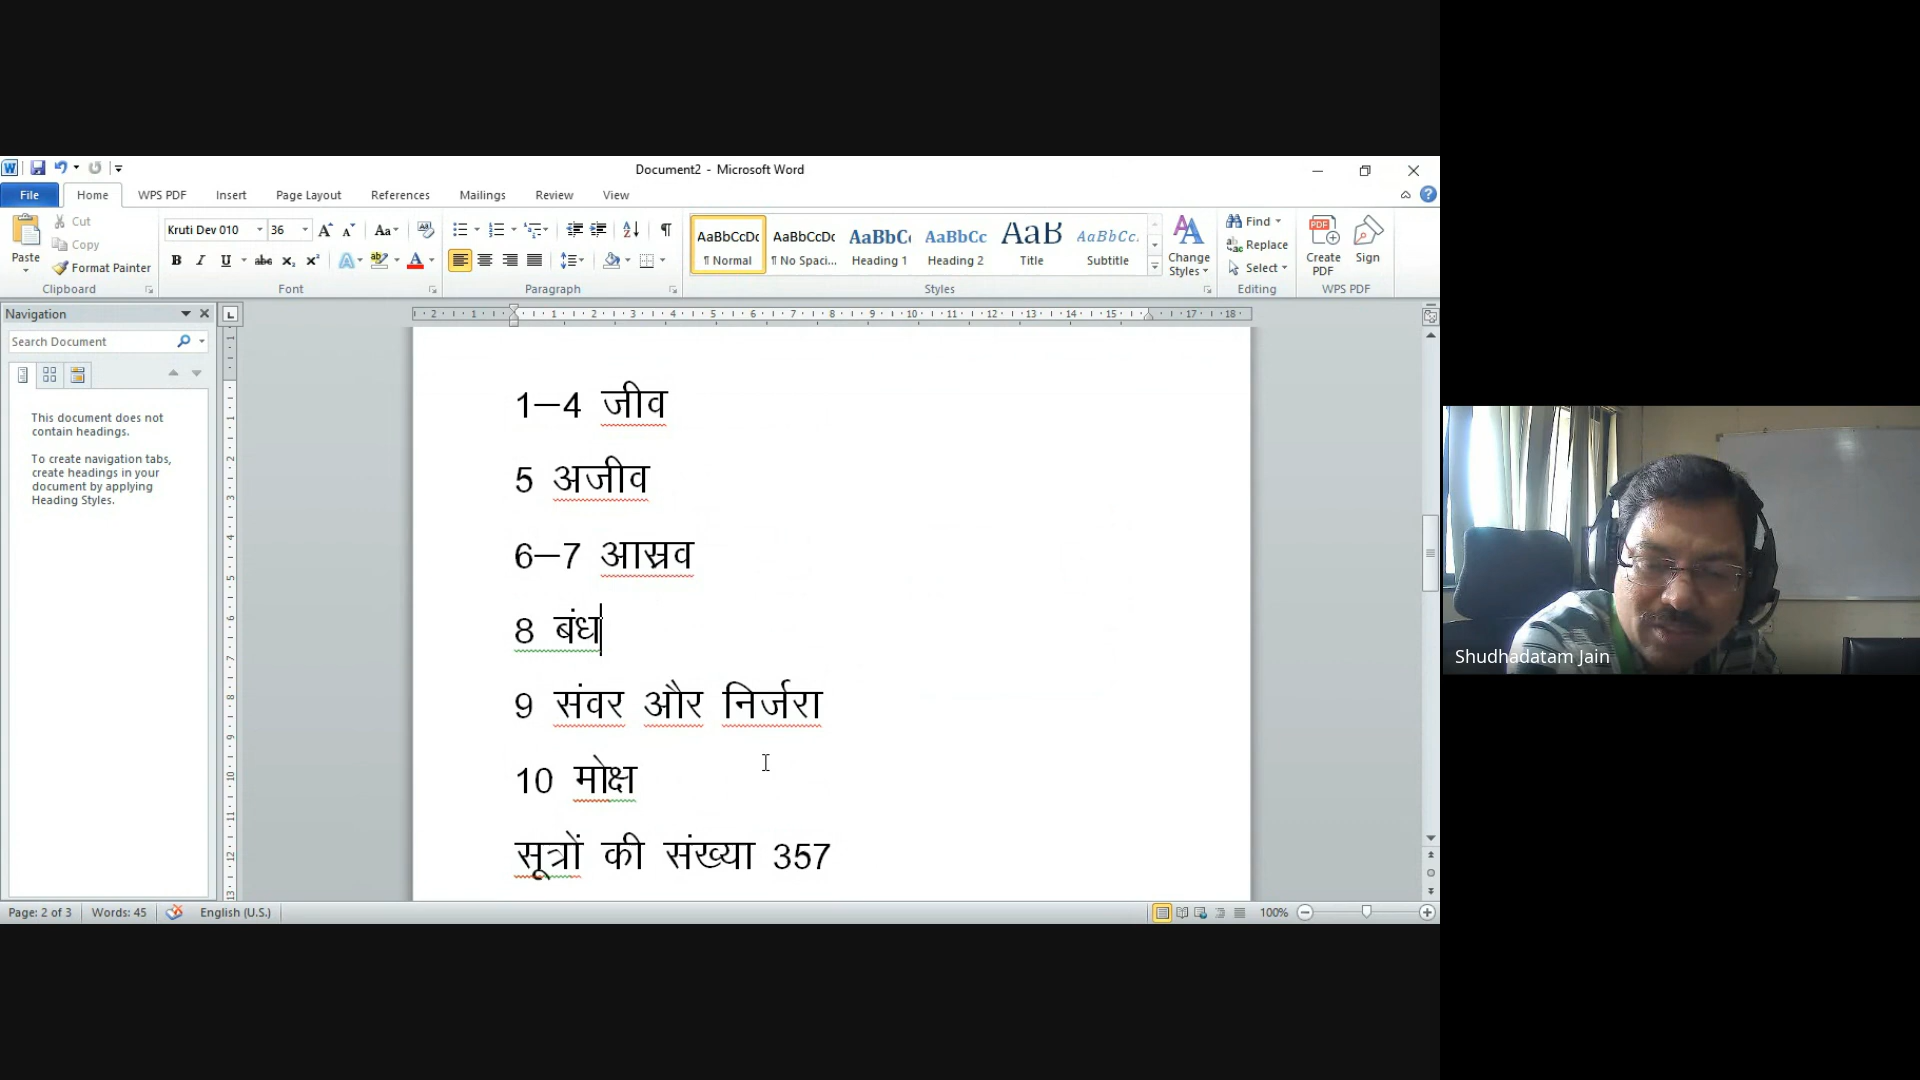 Document2 - Microsoft Word
File Home WPS PDF Insert Page Layout References Mailings Review View
Cut
Copy
Format Painter
Paste
Kruti Dev 010 36
AaBbCcDc AaBbCcDc AaBbC AaBbCc AaB AaBbCc.
¶ Normal ¶ No Spaci... Heading 1 Heading 2 Title Subtitle
Change Styles
Find
Replace
Select
Create PDF
Sign
Clipboard Font Paragraph Styles Editing WPS PDF
Navigation
Search Document
This document does not contain headings.
To create navigation tabs, create headings in your document by applying Heading Styles.
1–4 जीव
5 अजीव
6–7 आस्रव
8 बंध
9 संवर और निर्जरा
10 मोक्ष
सूत्रों की संख्या 357
Page: 2 of 3 Words: 45 English (U.S.) 100%
Shudhadatam Jain